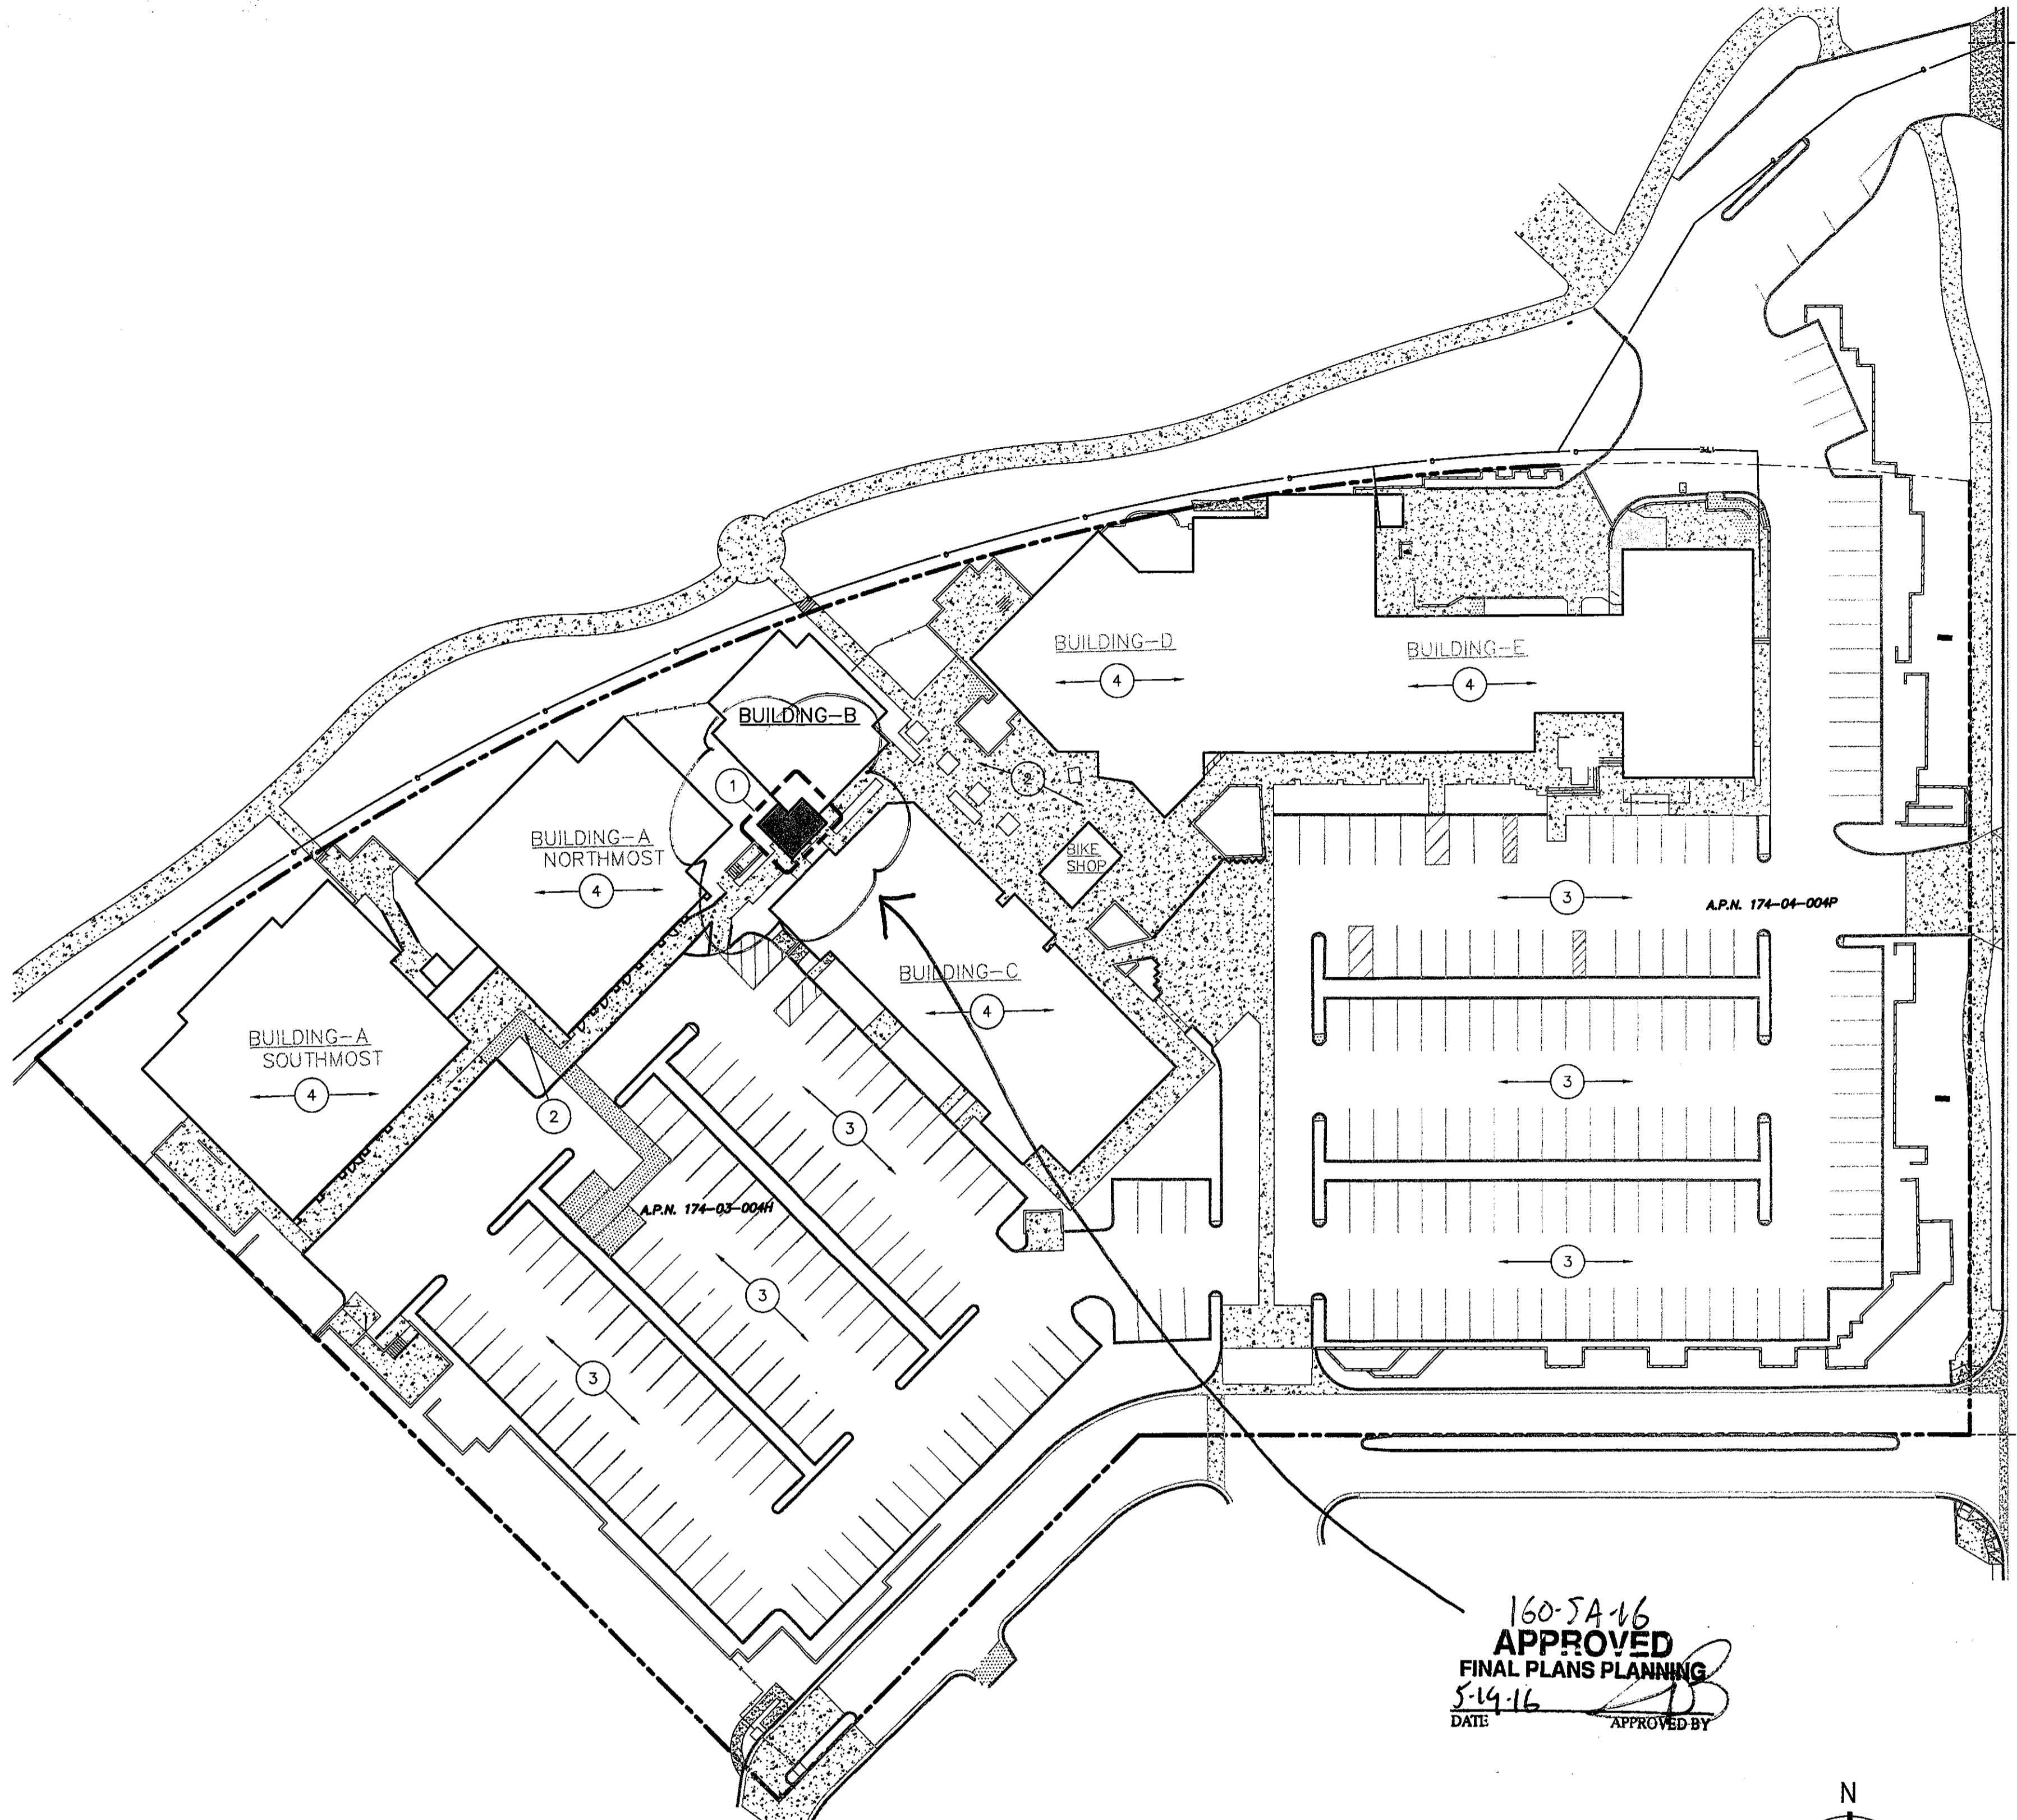 BUILDING-D
4
BUILDING-E
4
BUILDING-B
1
2
BUILDING-A
NORTHMOST
4
BIKE
SHOP
3
A.P.N. 174-04-004P
BUILDING-C
4
BUILDING-A
SOUTHMOST
4
2
3
3
A.P.N. 174-03-004H
3
3
3
160-SA-16
APPROVED
FINAL PLANS PLANNING
5-19-16
DATE
APPROVED BY
N